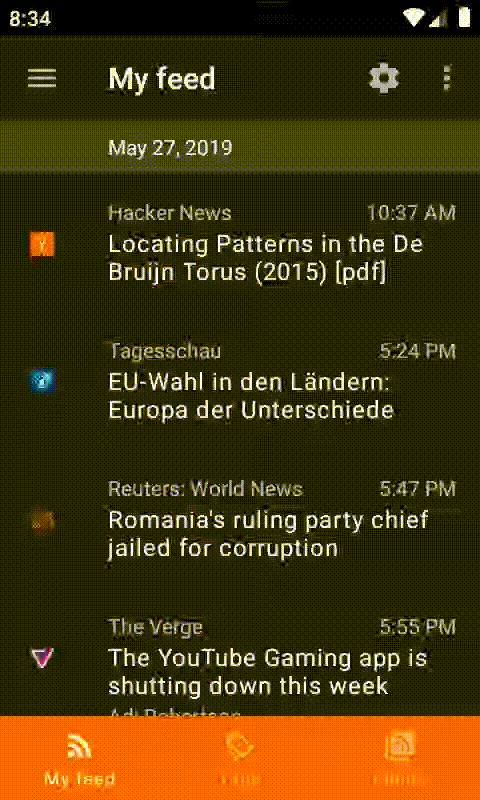 8:34
My feed
May 27, 2019
Hacker News 10:37 AM
Locating Patterns in the De
Bruijn Torus (2015) [pdf]
Tagesschau 5:24 PM
EU-Wahl in den Ländern:
Europa der Unterschiede
Reuters: World News 5:47 PM
Romania's ruling party chief
jailed for corruption
The Verge 5:55 PM
The YouTube Gaming app is
shutting down this week
My feed